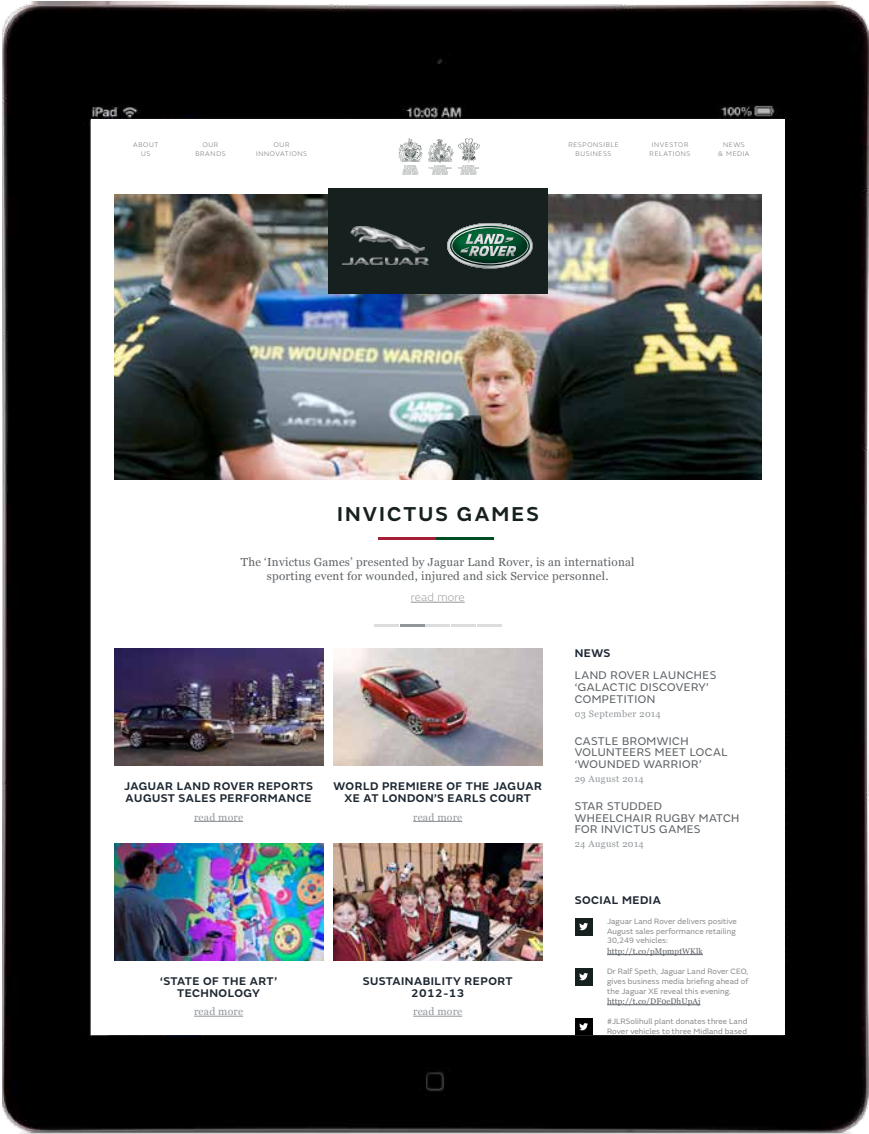 iPad
10:03 AM
100%
ABOUT
US
OUR
BRANDS
OUR
INNOVATIONS
RESPONSIBLE
BUSINESS
INVESTOR
RELATIONS
NEWS
& MEDIA
JAGUAR
LAND
ROVER
I
AM
OUR WOUNDED WARRIOR
JAGUAR
LAND
ROVER
I
AM
INVICTUS GAMES
The ‘Invictus Games’ presented by Jaguar Land Rover, is an international
sporting event for wounded, injured and sick Service personnel.
read more
JAGUAR LAND ROVER REPORTS
AUGUST SALES PERFORMANCE
read more
WORLD PREMIERE OF THE JAGUAR
XE AT LONDON’S EARLS COURT
read more
‘STATE OF THE ART’
TECHNOLOGY
read more
SUSTAINABILITY REPORT
2012-13
read more
NEWS
LAND ROVER LAUNCHES
‘GALACTIC DISCOVERY’
COMPETITION
03 September 2014
CASTLE BROMWICH
VOLUNTEERS MEET LOCAL
‘WOUNDED WARRIOR’
29 August 2014
STAR STUDDED
WHEELCHAIR RUGBY MATCH
FOR INVICTUS GAMES
24 August 2014
SOCIAL MEDIA
Jaguar Land Rover delivers positive
August sales performance retailing
30,249 vehicles:
http://t.co/pMpmptWKlk
Dr Ralf Speth, Jaguar Land Rover CEO,
gives business media briefing ahead of
the Jaguar XE reveal this evening.
http://t.co/DF0eDhUpAj
#JLRSolihull plant donates three Land
Rover vehicles to three Midland based